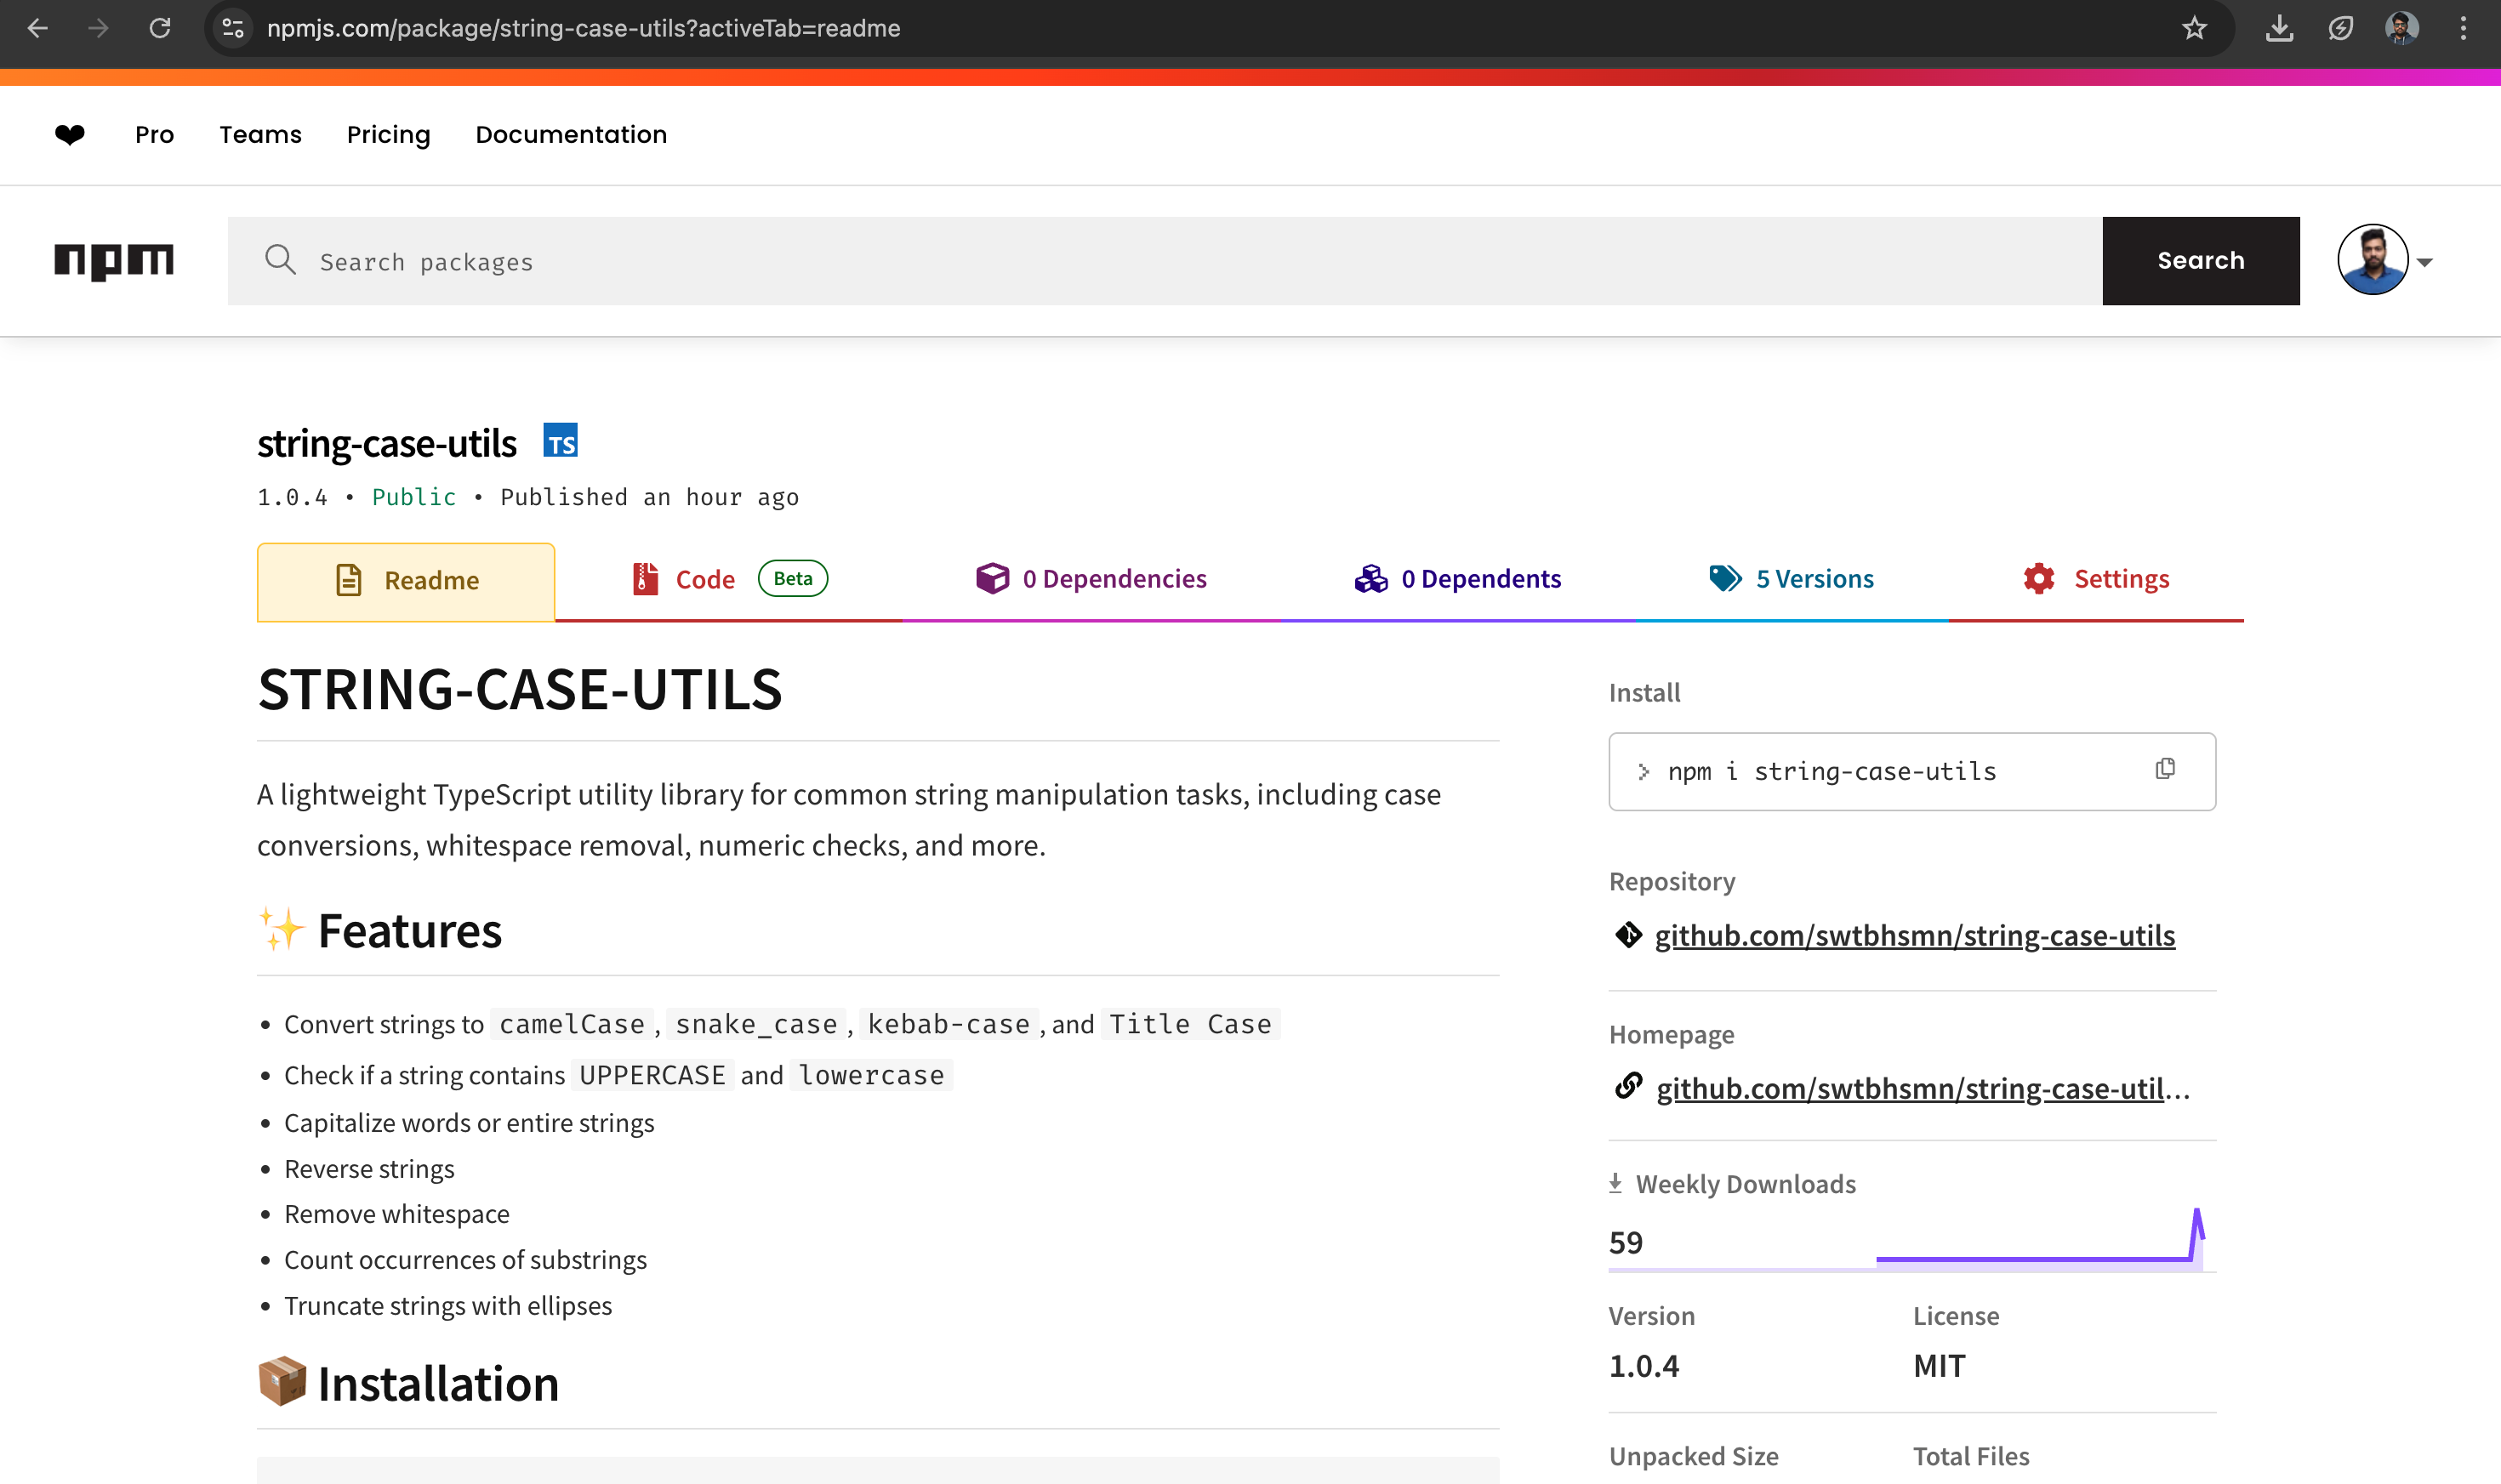 npmjs.com/package/string-case-utils?activeTab=readme
❤ Pro Teams Pricing Documentation
npm Search packages Search
string-case-utils TS
1.0.4 • Public • Published an hour ago
Readme Code Beta 0 Dependencies 0 Dependents 5 Versions Settings
STRING-CASE-UTILS
A lightweight TypeScript utility library for common string manipulation tasks, including case
conversions, whitespace removal, numeric checks, and more.
✨ Features
• Convert strings to camelCase, snake_case, kebab-case, and Title Case
• Check if a string contains UPPERCASE and lowercase
• Capitalize words or entire strings
• Reverse strings
• Remove whitespace
• Count occurrences of substrings
• Truncate strings with ellipses
📦 Installation
Install
> npm i string-case-utils
Repository
github.com/swtbhsmn/string-case-utils
Homepage
github.com/swtbhsmn/string-case-util...
Weekly Downloads
59
Version License
1.0.4 MIT
Unpacked Size Total Files